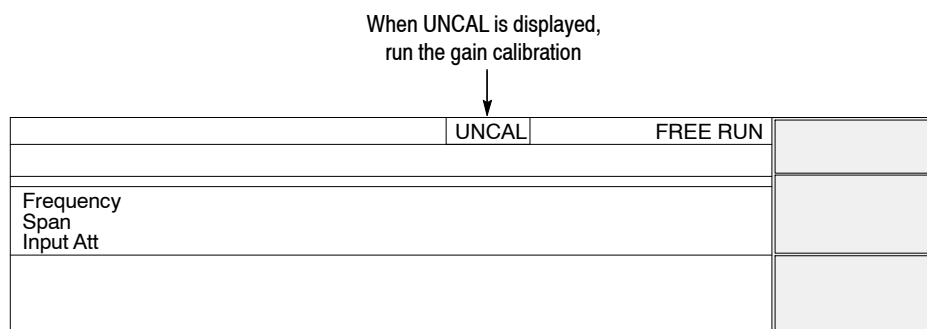 When UNCAL is displayed,
run the gain calibration
UNCAL
FREE RUN
Frequency
Span
Input Att